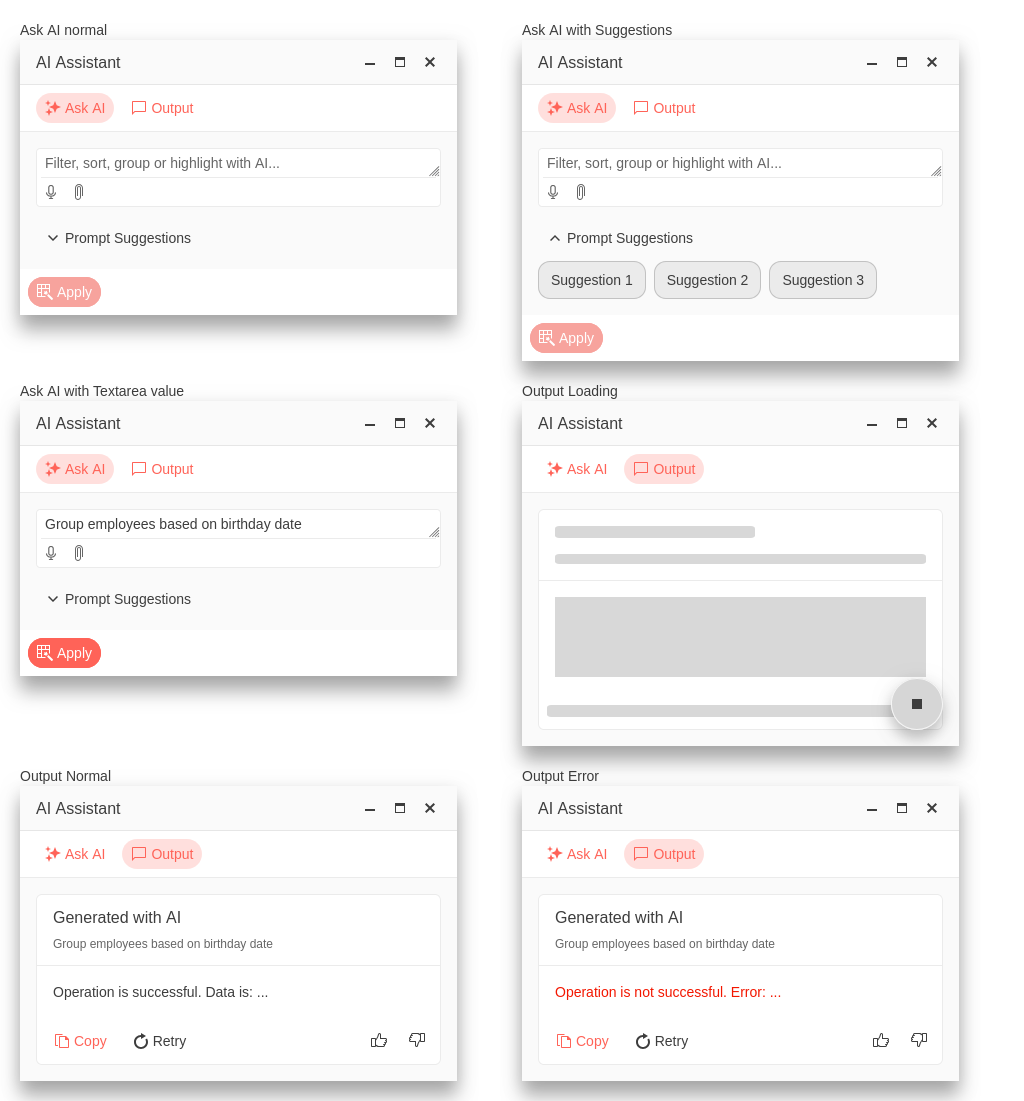 Ask AI normal
AI Assistant
Ask AI Output
Filter, sort, group or highlight with AI...
Prompt Suggestions
Apply
Ask AI with Suggestions
AI Assistant
Ask AI Output
Filter, sort, group or highlight with AI...
Prompt Suggestions
Suggestion 1 Suggestion 2 Suggestion 3
Apply
Ask AI with Textarea value
AI Assistant
Ask AI Output
Group employees based on birthday date
Prompt Suggestions
Apply
Output Loading
AI Assistant
Ask AI Output
Output Normal
AI Assistant
Ask AI Output
Generated with AI
Group employees based on birthday date
Operation is successful. Data is: ...
Copy Retry
Output Error
AI Assistant
Ask AI Output
Generated with AI
Group employees based on birthday date
Operation is not successful. Error: ...
Copy Retry